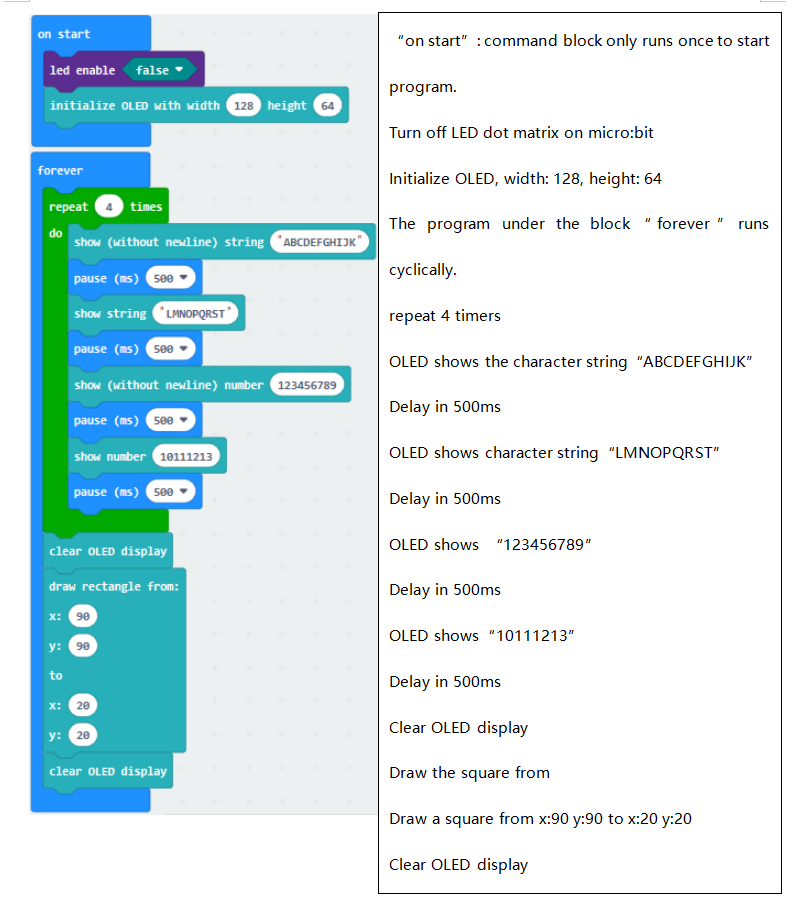 on start
led enable false
initialize OLED with width 128 height 64
forever
repeat 4 times
do
show (without newline) string "ABCDEFGHIJK"
pause (ms) 500
show string "LMNOPQRST"
pause (ms) 500
show (without newline) number 123456789
pause (ms) 500
show number 10111213
pause (ms) 500
clear OLED display
draw rectangle from:
x: 90
y: 90
to
x: 20
y: 20
clear OLED display
“on start”: command block only runs once to start
program.
Turn off LED dot matrix on micro:bit
Initialize OLED, width: 128, height: 64
The program under the block “forever” runs
cyclically.
repeat 4 timers
OLED shows the character string “ABCDEFGHIJK”
Delay in 500ms
OLED shows character string “LMNOPQRST”
Delay in 500ms
OLED shows “123456789”
Delay in 500ms
OLED shows “10111213”
Delay in 500ms
Clear OLED display
Draw the square from
Draw a square from x:90 y:90 to x:20 y:20
Clear OLED display